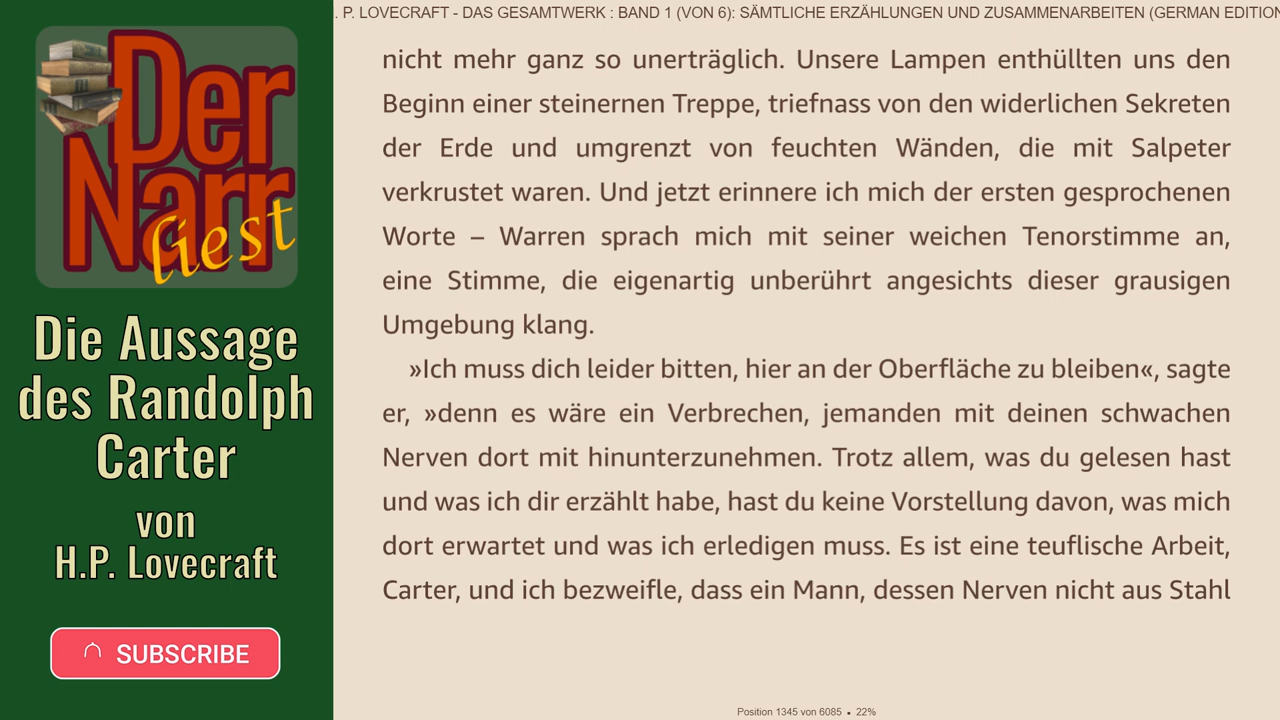 Der
Narr
liest
Die Aussage
des Randolph
Carter
von
H.P. Lovecraft
SUBSCRIBE
. P. LOVECRAFT - DAS GESAMTWERK : BAND 1 (VON 6): SÄMTLICHE ERZÄHLUNGEN UND ZUSAMMENARBEITEN (GERMAN EDITION
nicht mehr ganz so unerträglich. Unsere Lampen enthüllten uns den
Beginn einer steinernen Treppe, triefnass von den widerlichen Sekreten
der Erde und umgrenzt von feuchten Wänden, die mit Salpeter
verkrustet waren. Und jetzt erinnere ich mich der ersten gesprochenen
Worte – Warren sprach mich mit seiner weichen Tenorstimme an,
eine Stimme, die eigenartig unberührt angesichts dieser grausigen
Umgebung klang.
»Ich muss dich leider bitten, hier an der Oberfläche zu bleiben«, sagte
er, »denn es wäre ein Verbrechen, jemanden mit deinen schwachen
Nerven dort mit hinunterzunehmen. Trotz allem, was du gelesen hast
und was ich dir erzählt habe, hast du keine Vorstellung davon, was mich
dort erwartet und was ich erledigen muss. Es ist eine teuflische Arbeit,
Carter, und ich bezweifle, dass ein Mann, dessen Nerven nicht aus Stahl
Position 1345 von 6085 • 22%